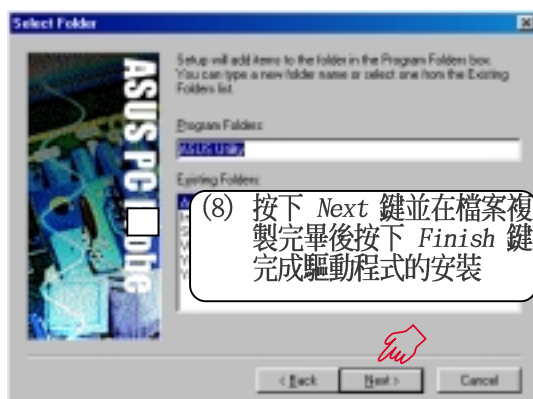 Select Folder
Setup will add items to the folder in the Program Folders box.
You can type a new folder name or select one from the Existing
Folders list.
Program Folders:
ASUS Utility
Existing Folders:
ASUS PC Probe
(8) 按下 Next 鍵並在檔案複
製完畢後按下 Finish 鍵
完成驅動程式的安裝
< Back
Next >
Cancel